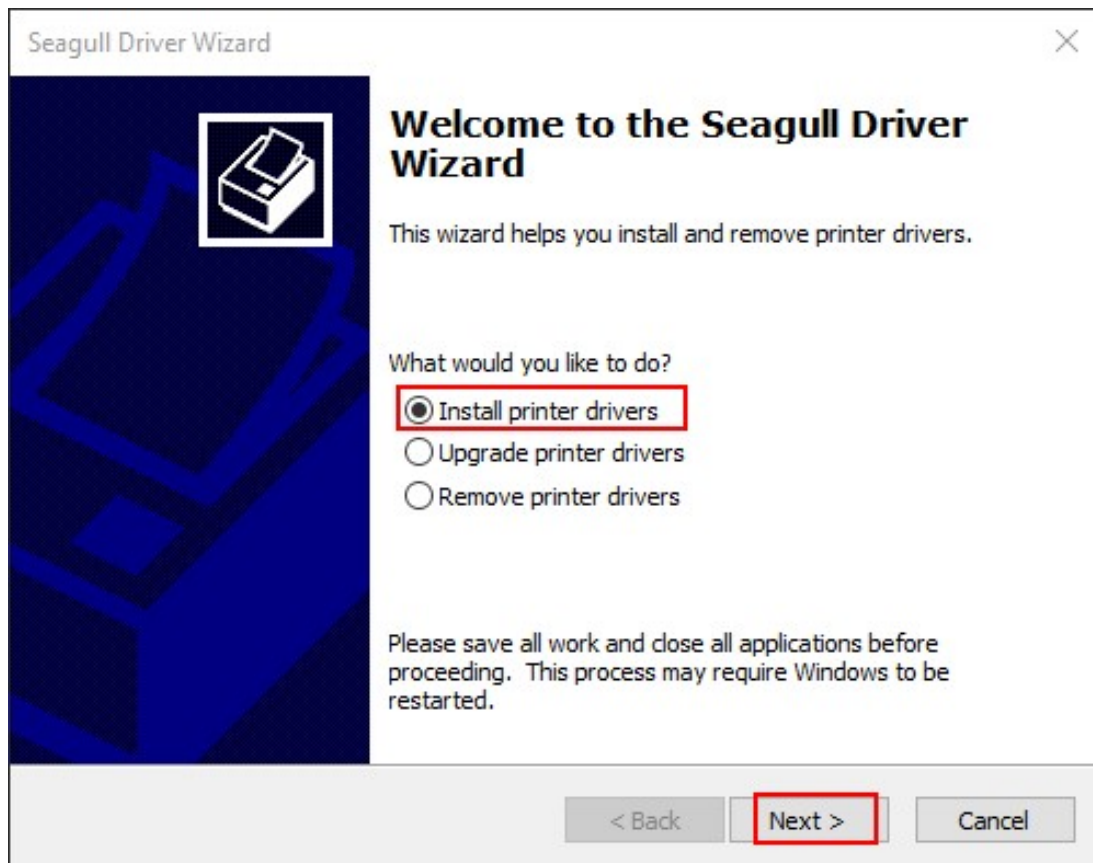 Seagull Driver Wizard
Welcome to the Seagull Driver
Wizard
This wizard helps you install and remove printer drivers.
What would you like to do?
Install printer drivers
Upgrade printer drivers
Remove printer drivers
Please save all work and close all applications before
proceeding.  This process may require Windows to be
restarted.
< Back
Next >
Cancel